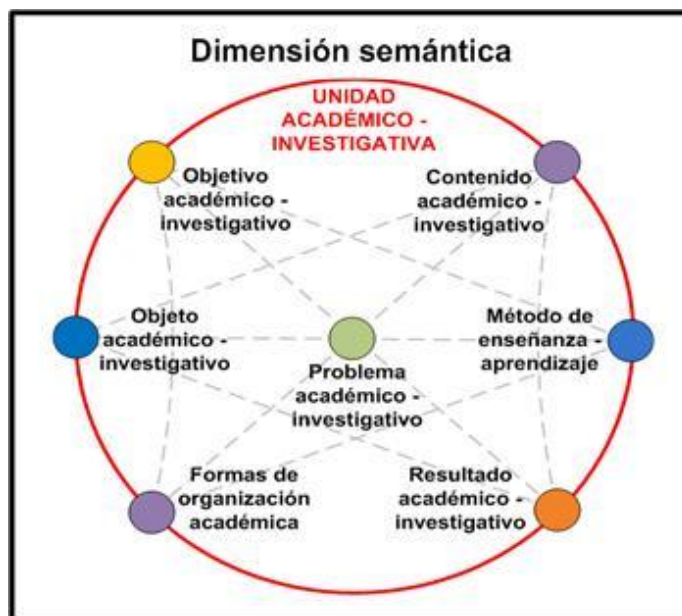 Dimensión semántica
UNIDAD
ACADÉMICO -
INVESTIGATIVA
Objetivo
académico -
investigativo
Contenido
académico -
investigativo
Objeto
académico -
investigativo
Problema
académico -
investigativo
Método de
enseñanza -
aprendizaje
Formas de
organización
académica
Resultado
académico -
investigativo